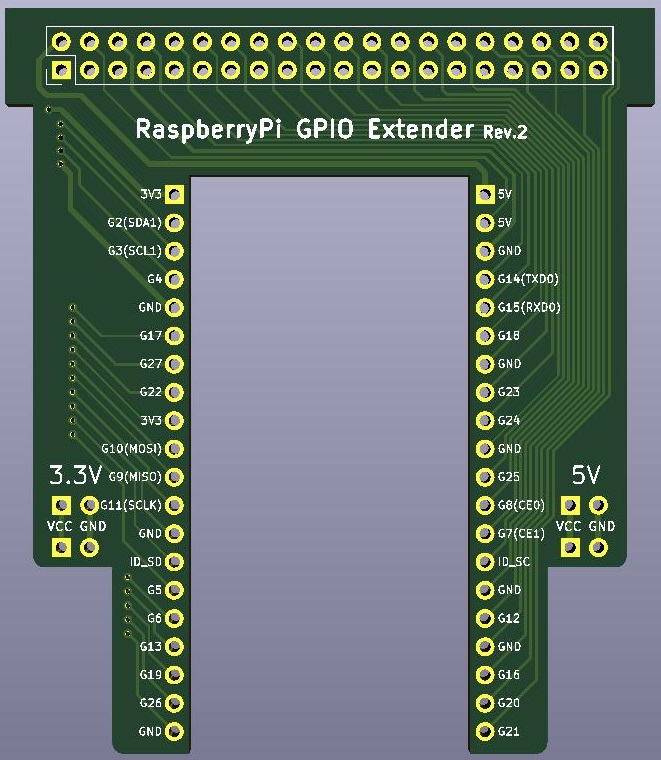 RaspberryPi GPIO Extender Rev.2
3V3 5V
G2(SDA1) 5V
G3(SCL1) GND
G4 G14(TXD0)
GND G15(RXD0)
G17 G18
G27 GND
G22 G23
3V3 G24
G10(MOSI) GND
3.3V G9(MISO) G25 5V
G11(SCLK) G8(CE0)
VCC GND GND G7(CE1) VCC GND
ID_SD ID_SC
G5 GND
G6 G12
G13 GND
G19 G16
G26 G20
GND G21